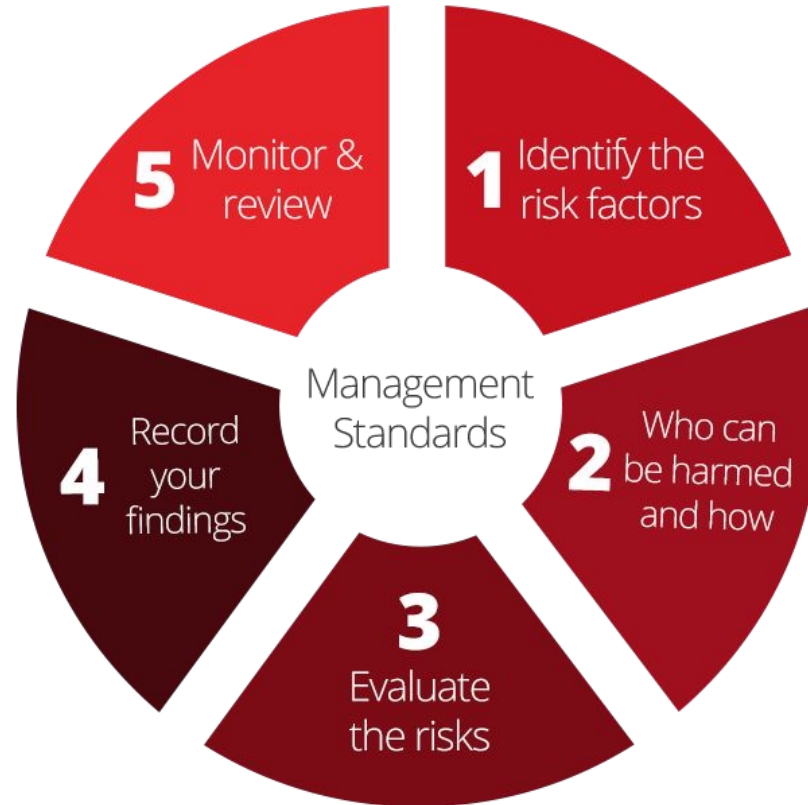 Management
Standards
1 Identify the
risk factors
2 Who can
be harmed
and how
3
Evaluate
the risks
4 Record
your
findings
5 Monitor &
review